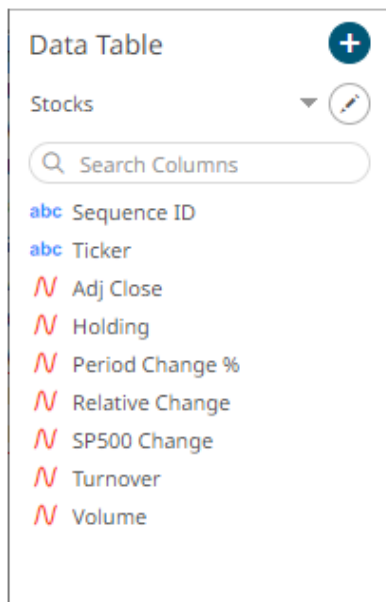 Data Table
Stocks
Search Columns
abc Sequence ID
abc Ticker
Adj Close
Holding
Period Change %
Relative Change
SP500 Change
Turnover
Volume